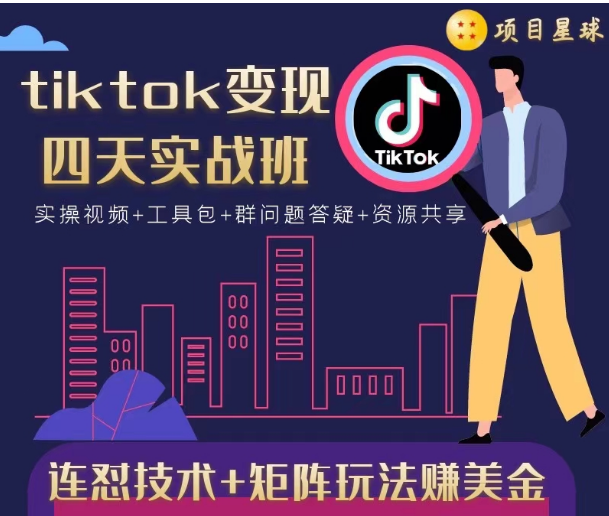 项目星球
tiktok变现
四天实战班
TikTok
实操视频+工具包+群问题答疑+资源共享
连怼技术+矩阵玩法赚美金